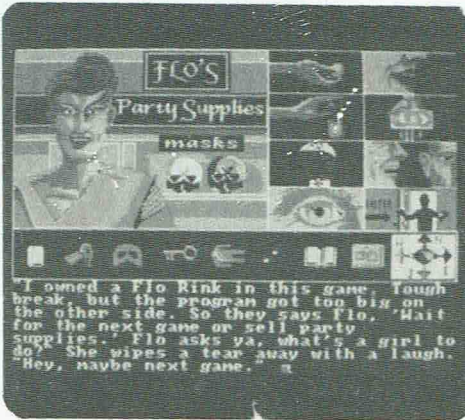 FLO'S
Party Supplies
masks
"I owned a Flo Rink in this game. Tough
break, but the program got too big on
the other side. So they says Flo, 'Wait
for the next game or sell party
supplies.' Flo asks ya, what's a girl to
do?" She wipes a tear away with a laugh.
"Hey, maybe next game."